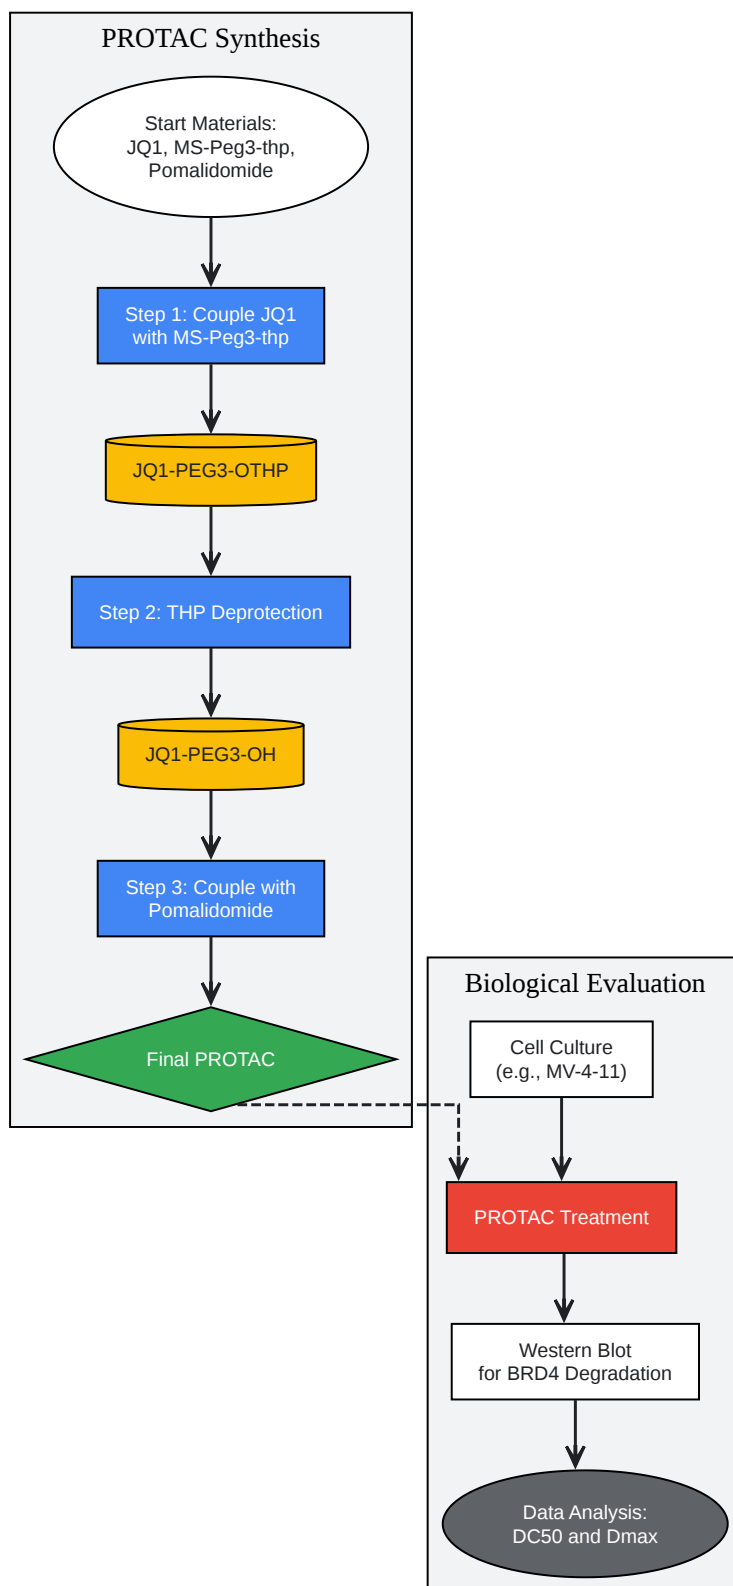 PROTAC Synthesis
Start Materials:
JQ1, MS-Peg3-thp,
Pomalidomide
Step 1: Couple JQ1
with MS-Peg3-thp
JQ1-PEG3-OTHP
Step 2: THP Deprotection
JQ1-PEG3-OH
Step 3: Couple with
Pomalidomide
Final PROTAC
Biological Evaluation
Cell Culture
(e.g., MV-4-11)
PROTAC Treatment
Western Blot
for BRD4 Degradation
Data Analysis:
DC50 and Dmax